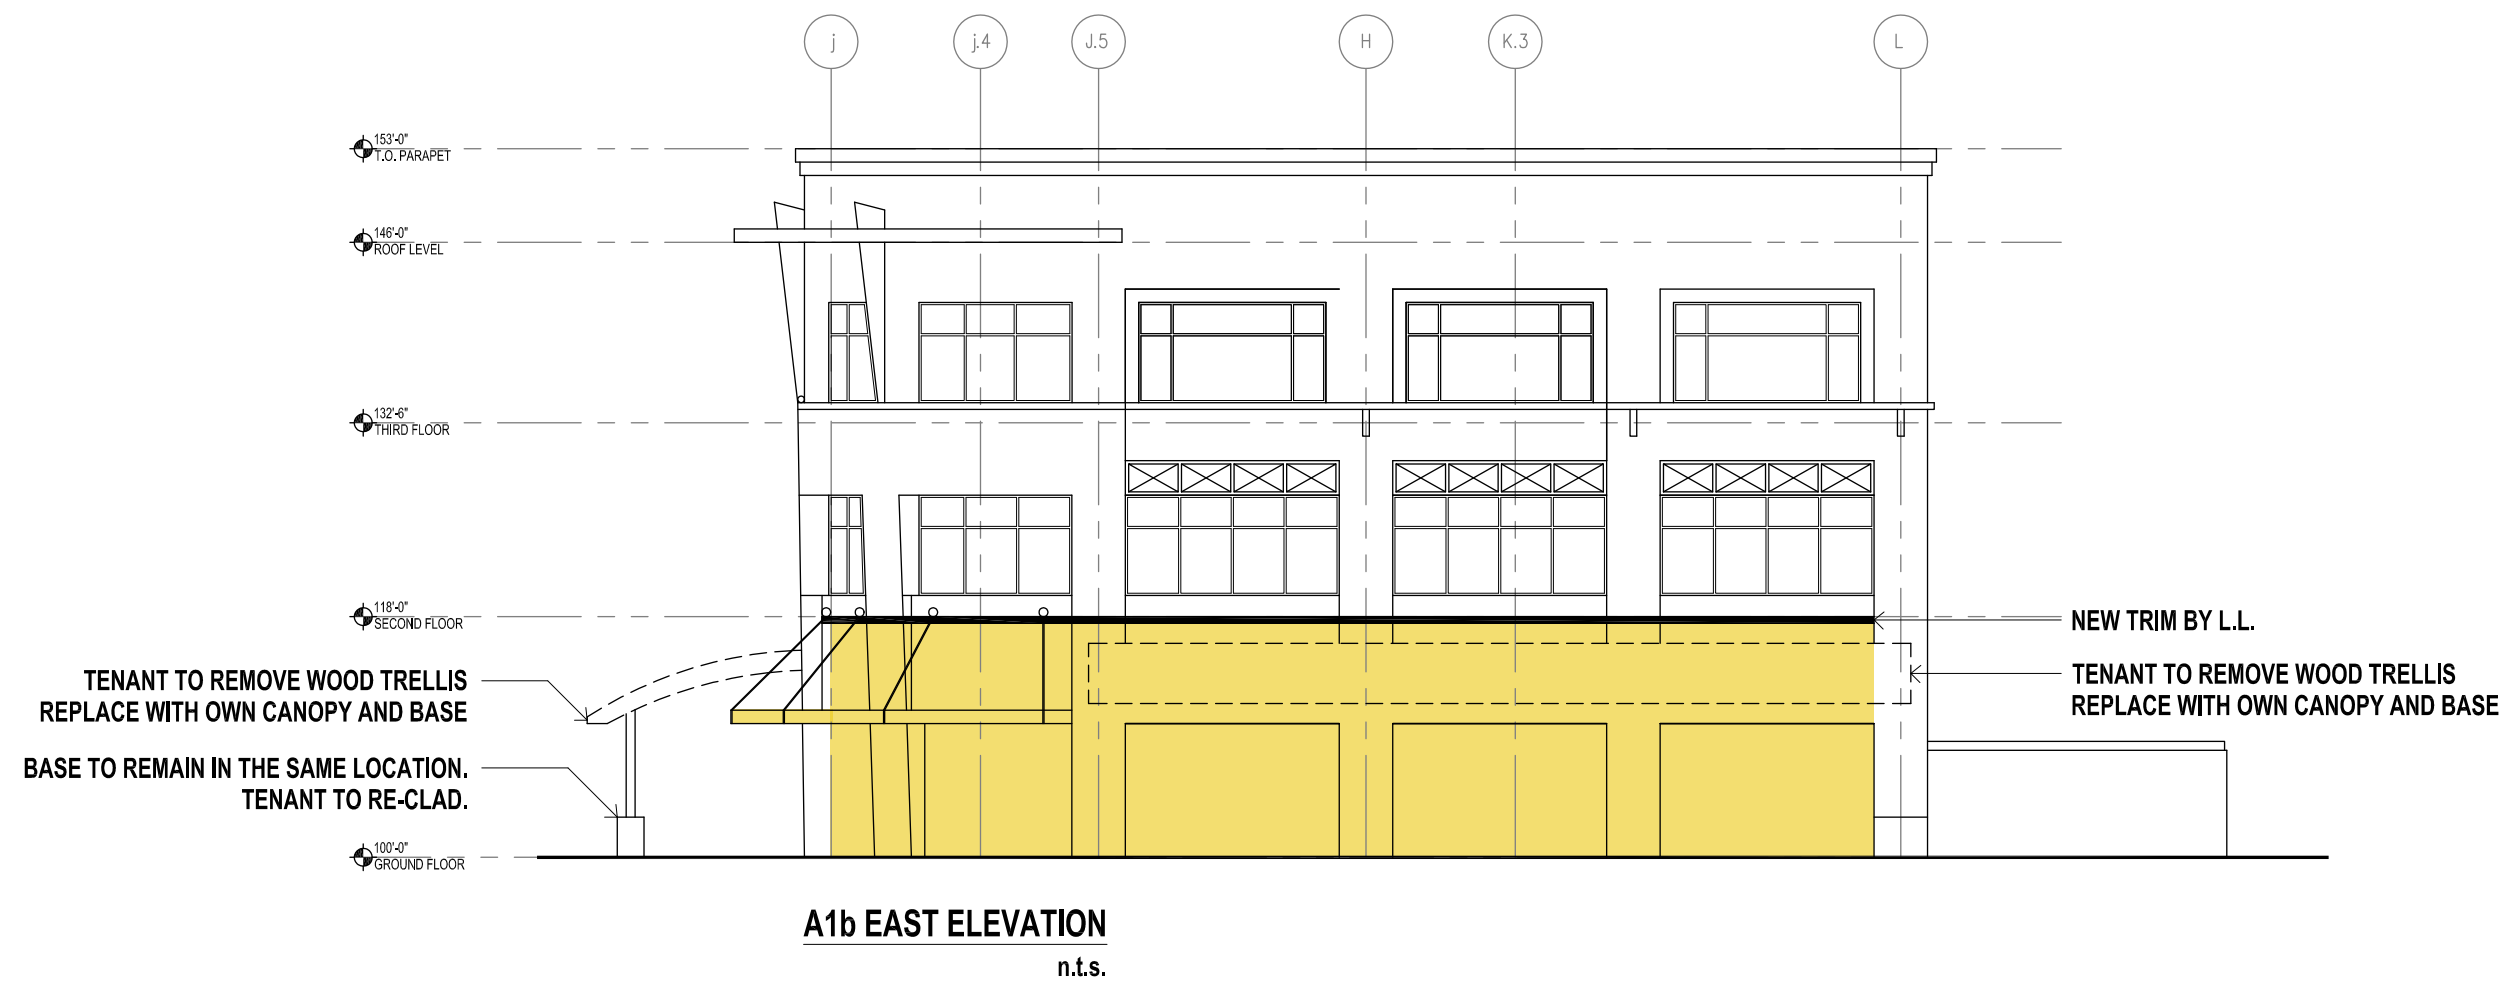 j
j.4
J.5
H
K.3
L
153'-0"
T.O. PARAPET
146'-0"
ROOF LEVEL
132'-6"
THIRD FLOOR
118'-0"
SECOND FLOOR
NEW TRIM BY L.L.
TENANT TO REMOVE WOOD TRELLIS
REPLACE WITH OWN CANOPY AND BASE
TENANT TO REMOVE WOOD TRELLIS
REPLACE WITH OWN CANOPY AND BASE
BASE TO REMAIN IN THE SAME LOCATION.
TENANT TO RE-CLAD.
100'-0"
GROUND FLOOR
A1b EAST ELEVATION
n.t.s.